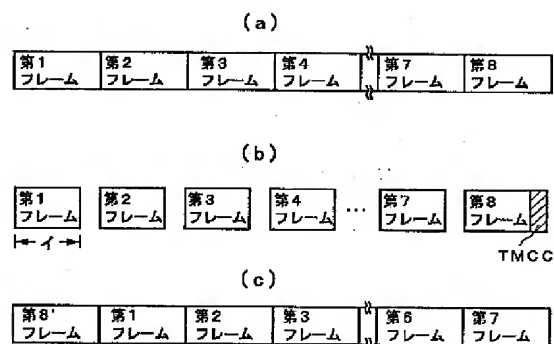 (a)
第1フレーム 第2フレーム 第3フレーム 第4フレーム 第7フレーム 第8フレーム
(b)
第1フレーム 第2フレーム 第3フレーム 第4フレーム … 第7フレーム 第8フレーム
イ
TMCC
(c)
第8'フレーム 第1フレーム 第2フレーム 第3フレーム 第6フレーム 第7フレーム